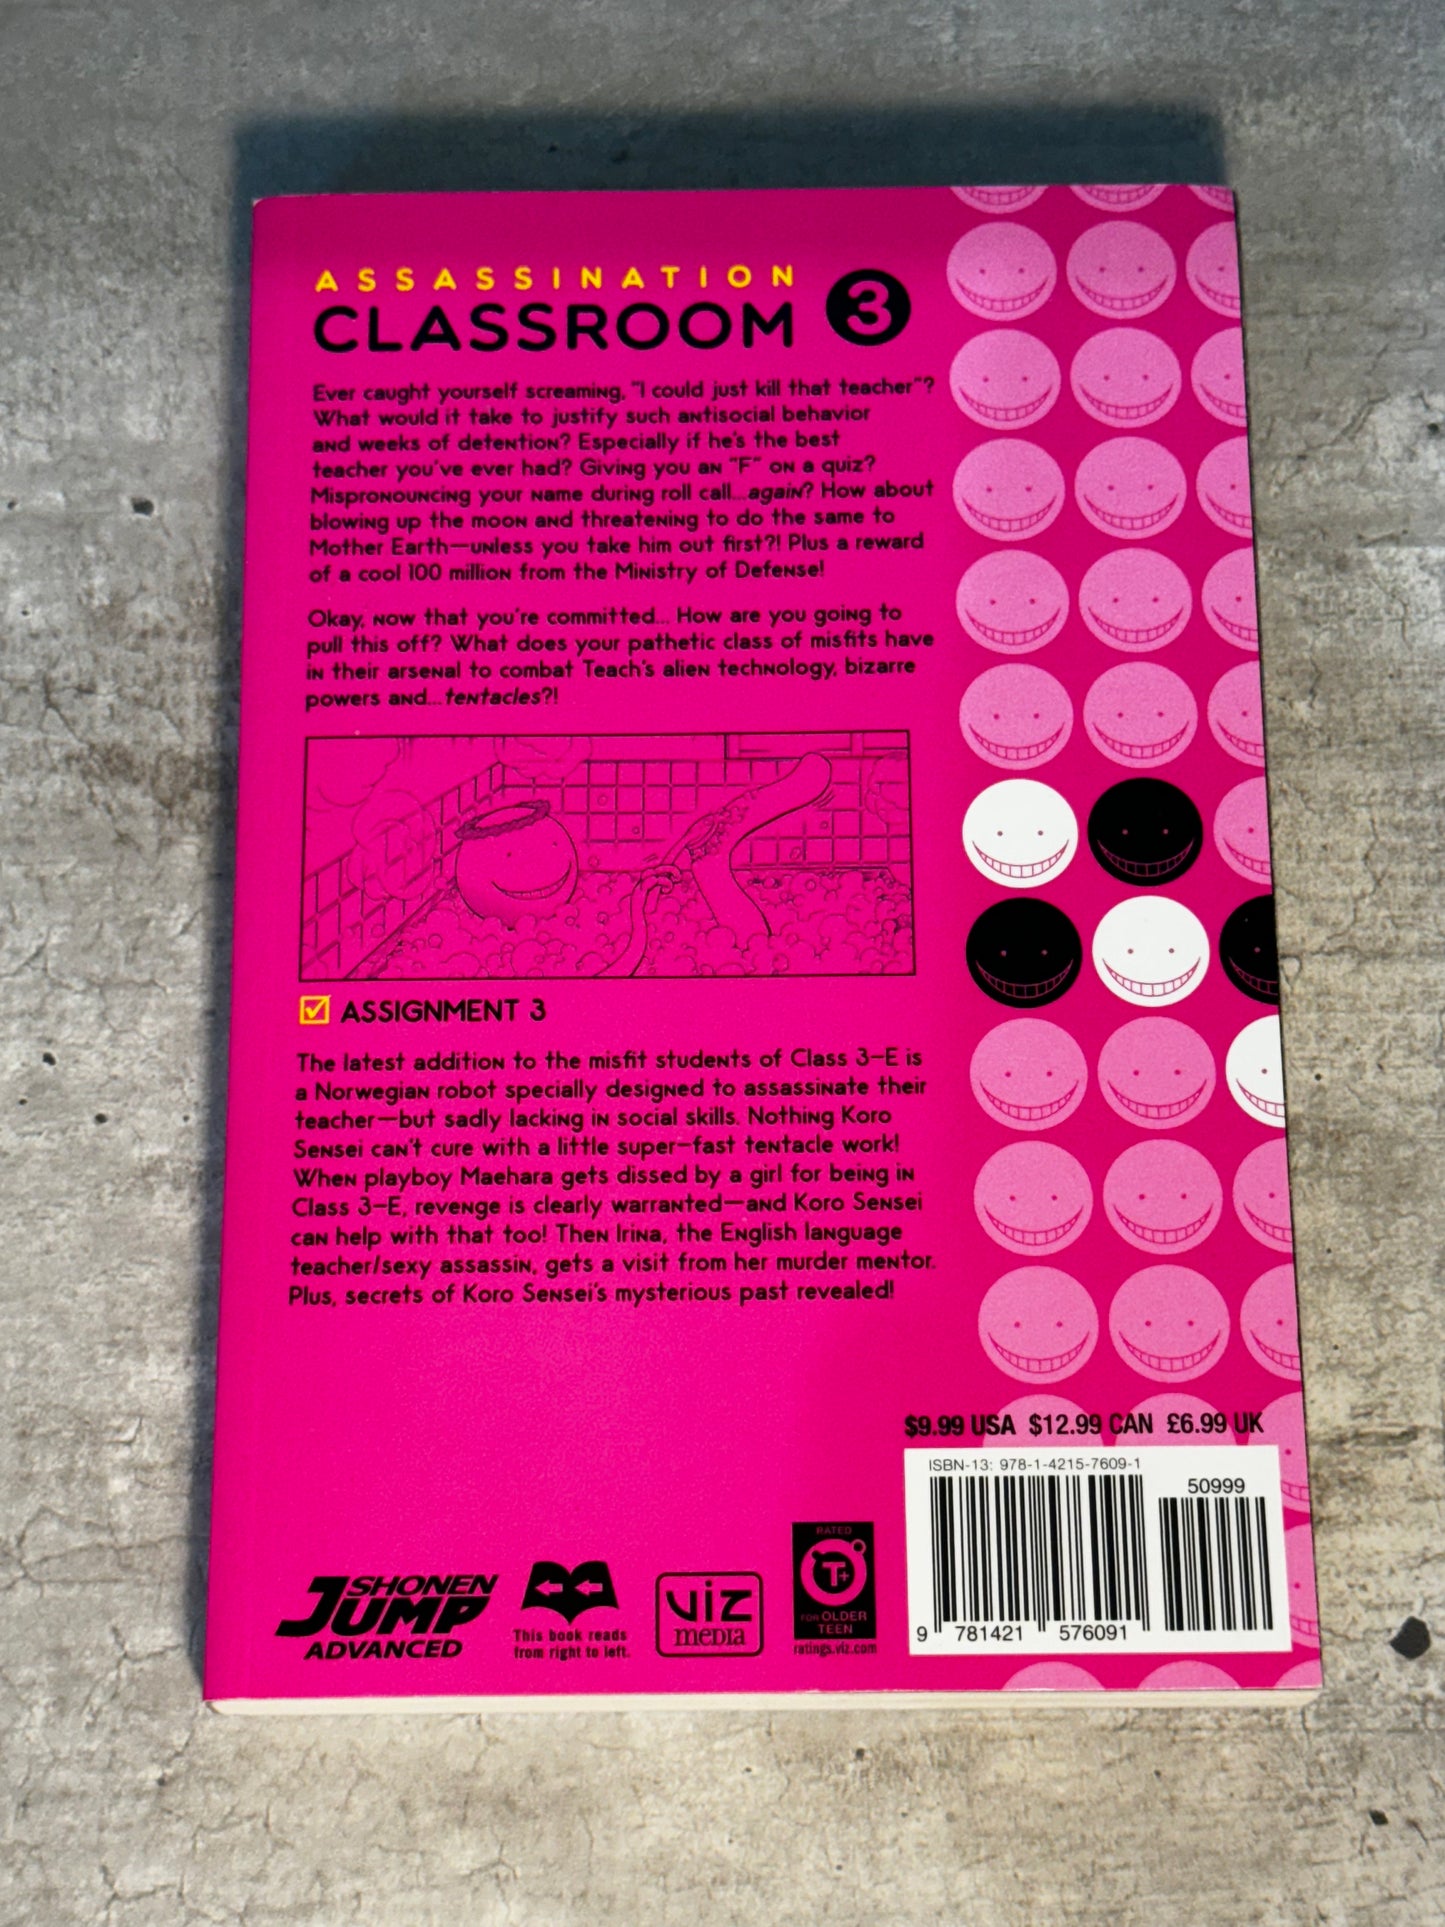 ASSASSINATION
CLASSROOM 3
Ever caught yourself screaming, "I could just kill that teacher"?
What would it take to justify such antisocial behavior
and weeks of detention? Especially if he's the best
teacher you've ever had? Giving you an "F" on a quiz?
Mispronouncing your name during roll call...again? How about
blowing up the moon and threatening to do the same to
Mother Earth—unless you take him out first?! Plus a reward
of a cool 100 million from the Ministry of Defense!
Okay, now that you're committed... How are you going to
pull this off? What does your pathetic class of misfits have
in their arsenal to combat Teach's alien technology, bizarre
powers and...tentacles?!
ASSIGNMENT 3
The latest addition to the misfit students of Class 3–E is
a Norwegian robot specially designed to assassinate their
teacher—but sadly lacking in social skills. Nothing Koro
Sensei can't cure with a little super–fast tentacle work!
When playboy Maehara gets dissed by a girl for being in
Class 3–E, revenge is clearly warranted—and Koro Sensei
can help with that too! Then Irina, the English language
teacher/sexy assassin, gets a visit from her murder mentor.
Plus, secrets of Koro Sensei's mysterious past revealed!
$9.99 USA $12.99 CAN £6.99 UK
ISBN-13: 978-1-4215-7609-1
50999
9 781421 576091
SHONEN
JUMP
ADVANCED
This book reads
from right to left.
viz
media
RATED
T+
FOR OLDER
TEEN
ratings.viz.com